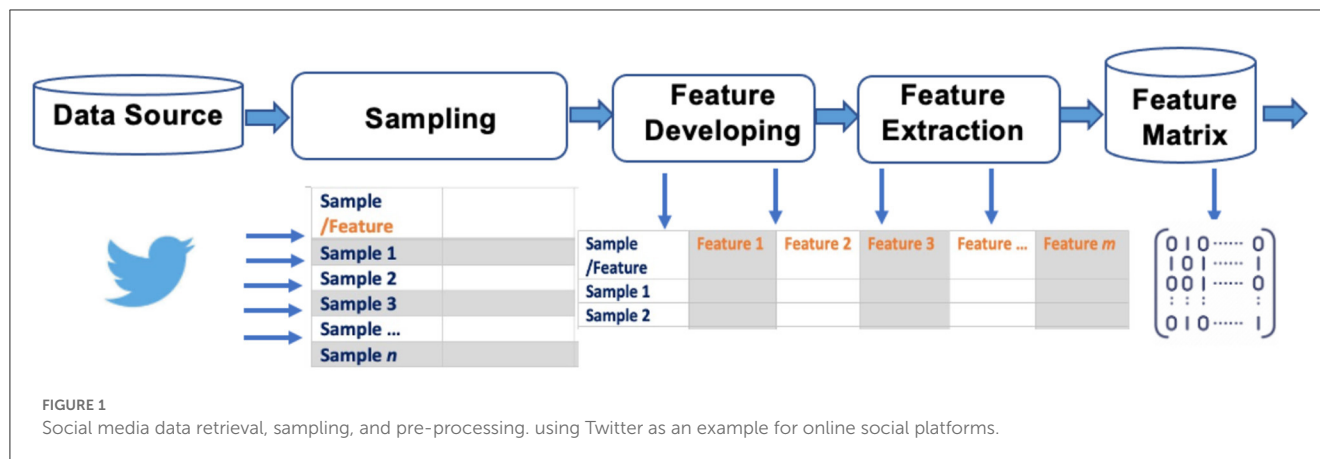 Data Source
Sampling
Feature
Developing
Feature
Extraction
Feature
Matrix
Sample
/Feature
Sample 1
Sample 2
Sample 3
Sample ...
Sample n
Sample
/Feature
Feature 1
Feature 2
Feature 3
Feature ...
Feature m
Sample 1
Sample 2
0 1 0 ······ 0
1 0 1 ······ 1
0 0 1 ······ 0
: : : :
0 1 0 ······ 1
FIGURE 1
Social media data retrieval, sampling, and pre-processing. using Twitter as an example for online social platforms.